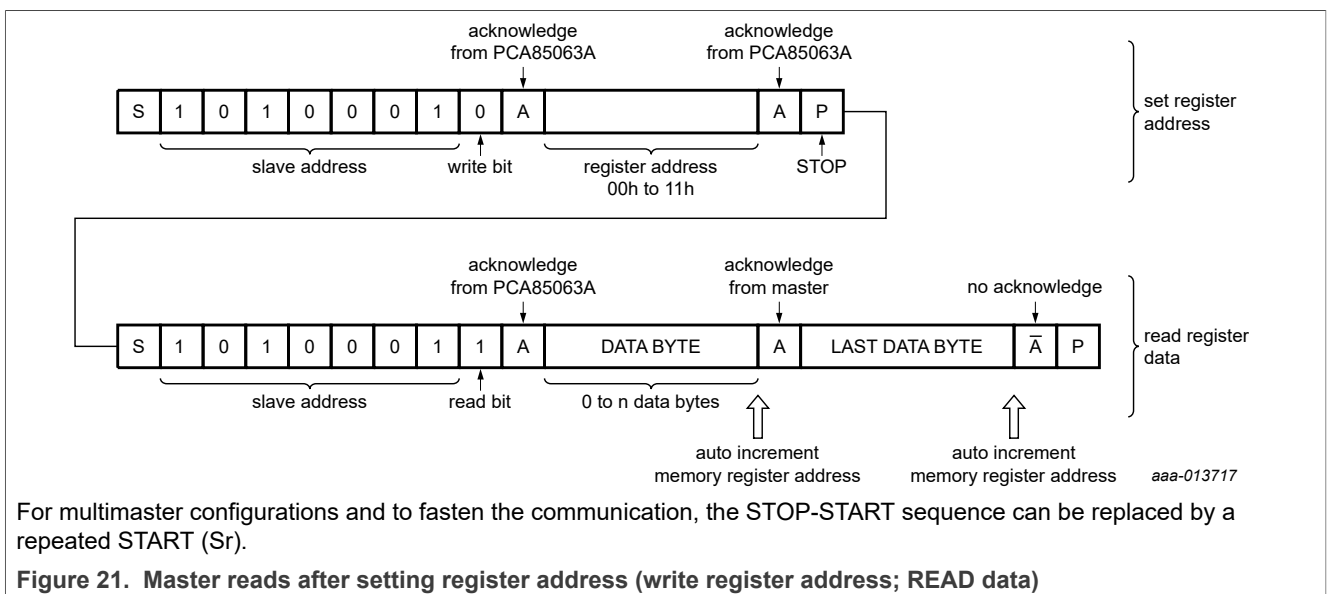 acknowledge
from PCA85063A
acknowledge
from PCA85063A
S 1 0 1 0 0 0 1 0 A A P
set register
address
slave address
write bit
register address
00h to 11h
STOP
acknowledge
from PCA85063A
acknowledge
from master
no acknowledge
S 1 0 1 0 0 0 1 1 A DATA BYTE A LAST DATA BYTE A̅ P
read register
data
slave address
read bit
0 to n data bytes
auto increment
memory register address
auto increment
memory register address
aaa-013717
For multimaster configurations and to fasten the communication, the STOP-START sequence can be replaced by a
repeated START (Sr).
Figure 21. Master reads after setting register address (write register address; READ data)